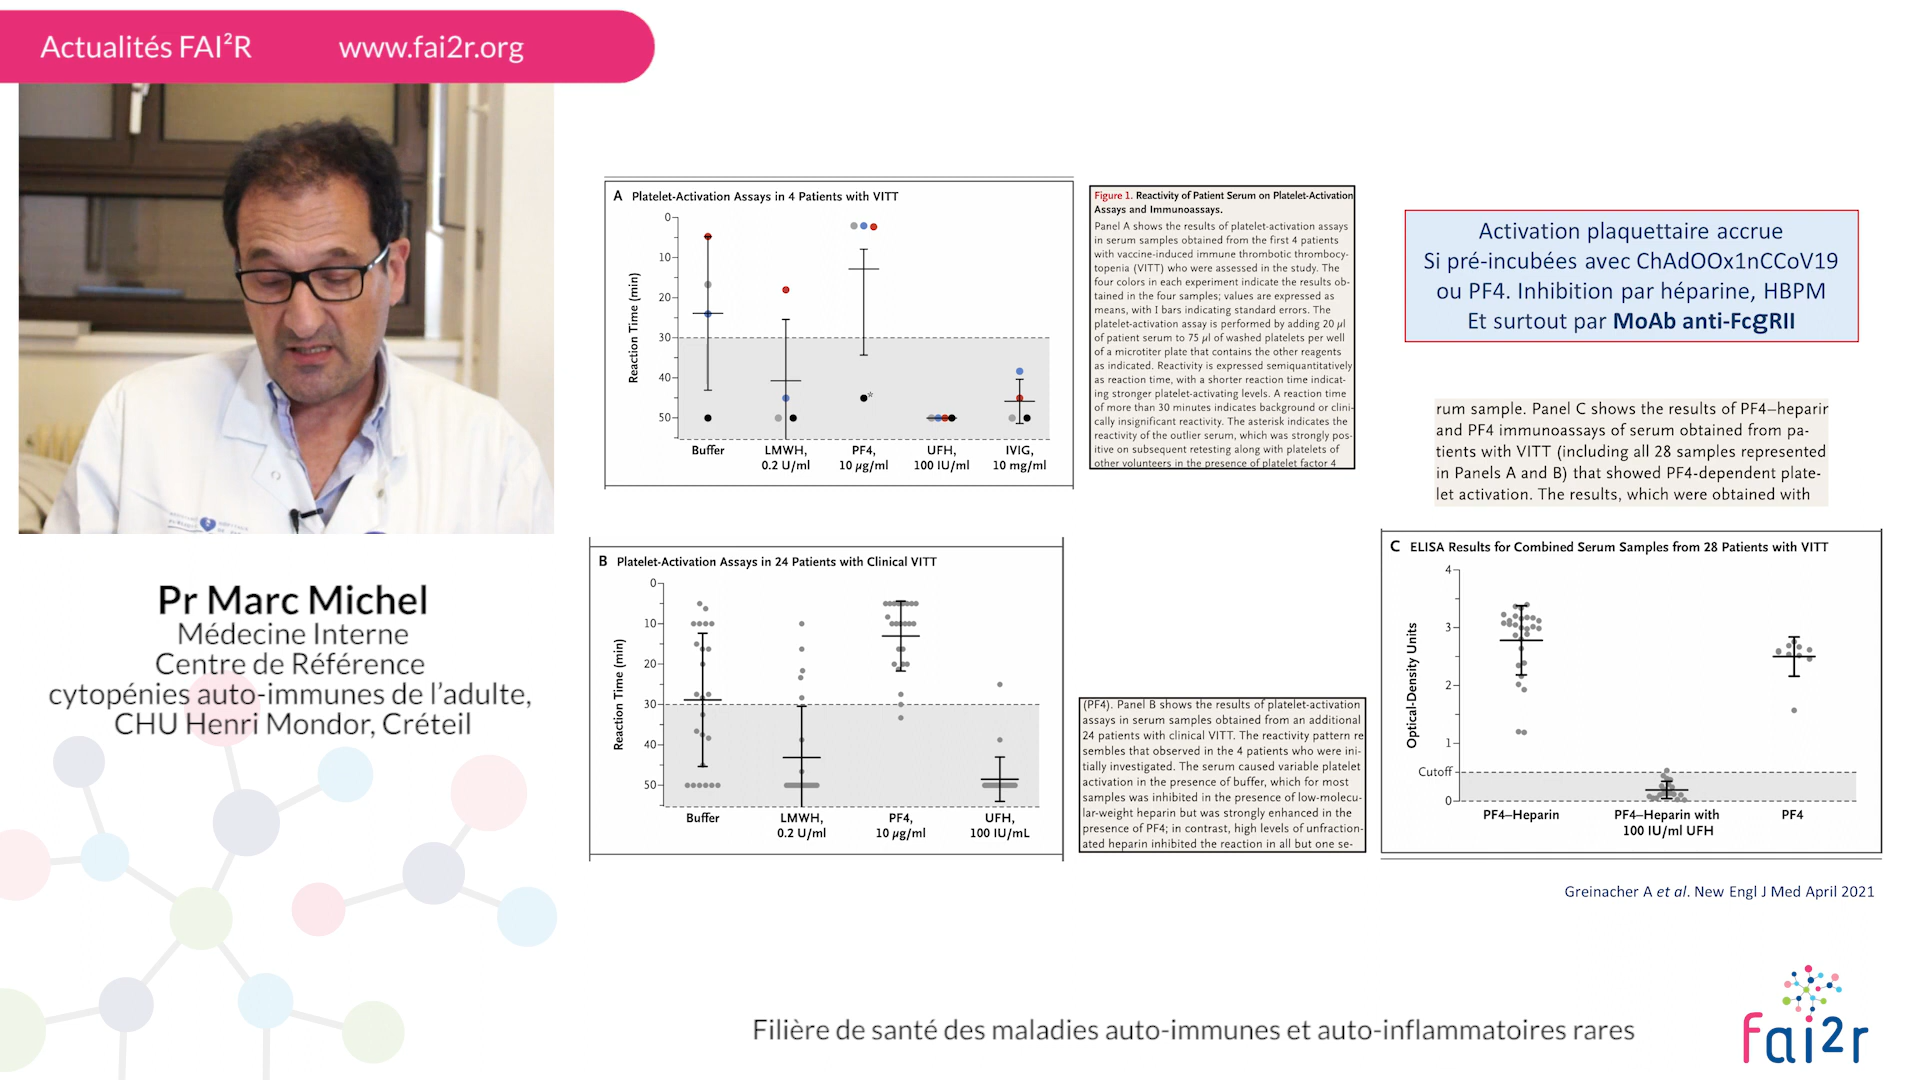 Actualités FAI²R
www.fai2r.org
Pr Marc Michel
Médecine Interne
Centre de Référence
cytopénies auto-immunes de l'adulte,
CHU Henri Mondor, Créteil
A Platelet-Activation Assays in 4 Patients with VITT
Reaction Time (min)
0
10
20
30
40
50
*
Buffer
LMWH,
0.2 U/ml
PF4,
10 µg/ml
UFH,
100 IU/ml
IVIG,
10 mg/ml
Figure 1. Reactivity of Patient Serum on Platelet-Activation
Assays and Immunoassays.
Panel A shows the results of platelet-activation assays
in serum samples obtained from the first 4 patients
with vaccine-induced immune thrombotic thrombocy-
topenia (VITT) who were assessed in the study. The
four colors in each experiment indicate the results ob-
tained in the four samples; values are expressed as
means, with I bars indicating standard errors. The
platelet-activation assay is performed by adding 20 µl
of patient serum to 75 µl of washed platelets per well
of a microtiter plate that contains the other reagents
as indicated. Reactivity is expressed semiquantitatively
as reaction time, with a shorter reaction time indicat-
ing stronger platelet-activating levels. A reaction time
of more than 30 minutes indicates background or clini-
cally insignificant reactivity. The asterisk indicates the
reactivity of the outlier serum, which was strongly pos-
itive on subsequent retesting along with platelets of
other volunteers in the presence of platelet factor 4
Activation plaquettaire accrue
Si pré-incubées avec ChAdOOx1nCCoV19
ou PF4. Inhibition par héparine, HBPM
Et surtout par MoAb anti-FcgRII
rum sample. Panel C shows the results of PF4–heparir
and PF4 immunoassays of serum obtained from pa-
tients with VITT (including all 28 samples represented
in Panels A and B) that showed PF4-dependent plate-
let activation. The results, which were obtained with
B Platelet-Activation Assays in 24 Patients with Clinical VITT
Reaction Time (min)
0
10
20
30
40
50
Buffer
LMWH,
0.2 U/ml
PF4,
10 µg/ml
UFH,
100 IU/mL
(PF4). Panel B shows the results of platelet-activation
assays in serum samples obtained from an additional
24 patients with clinical VITT. The reactivity pattern re
sembles that observed in the 4 patients who were ini-
tially investigated. The serum caused variable platelet
activation in the presence of buffer, which for most
samples was inhibited in the presence of low-molecu-
lar-weight heparin but was strongly enhanced in the
presence of PF4; in contrast, high levels of unfraction-
ated heparin inhibited the reaction in all but one se-
C ELISA Results for Combined Serum Samples from 28 Patients with VITT
Optical-Density Units
4
3
2
1
Cutoff
0
PF4–Heparin
PF4–Heparin with
100 IU/ml UFH
PF4
Greinacher A et al. New Engl J Med April 2021
Filière de santé des maladies auto-immunes et auto-inflammatoires rares
fai2r